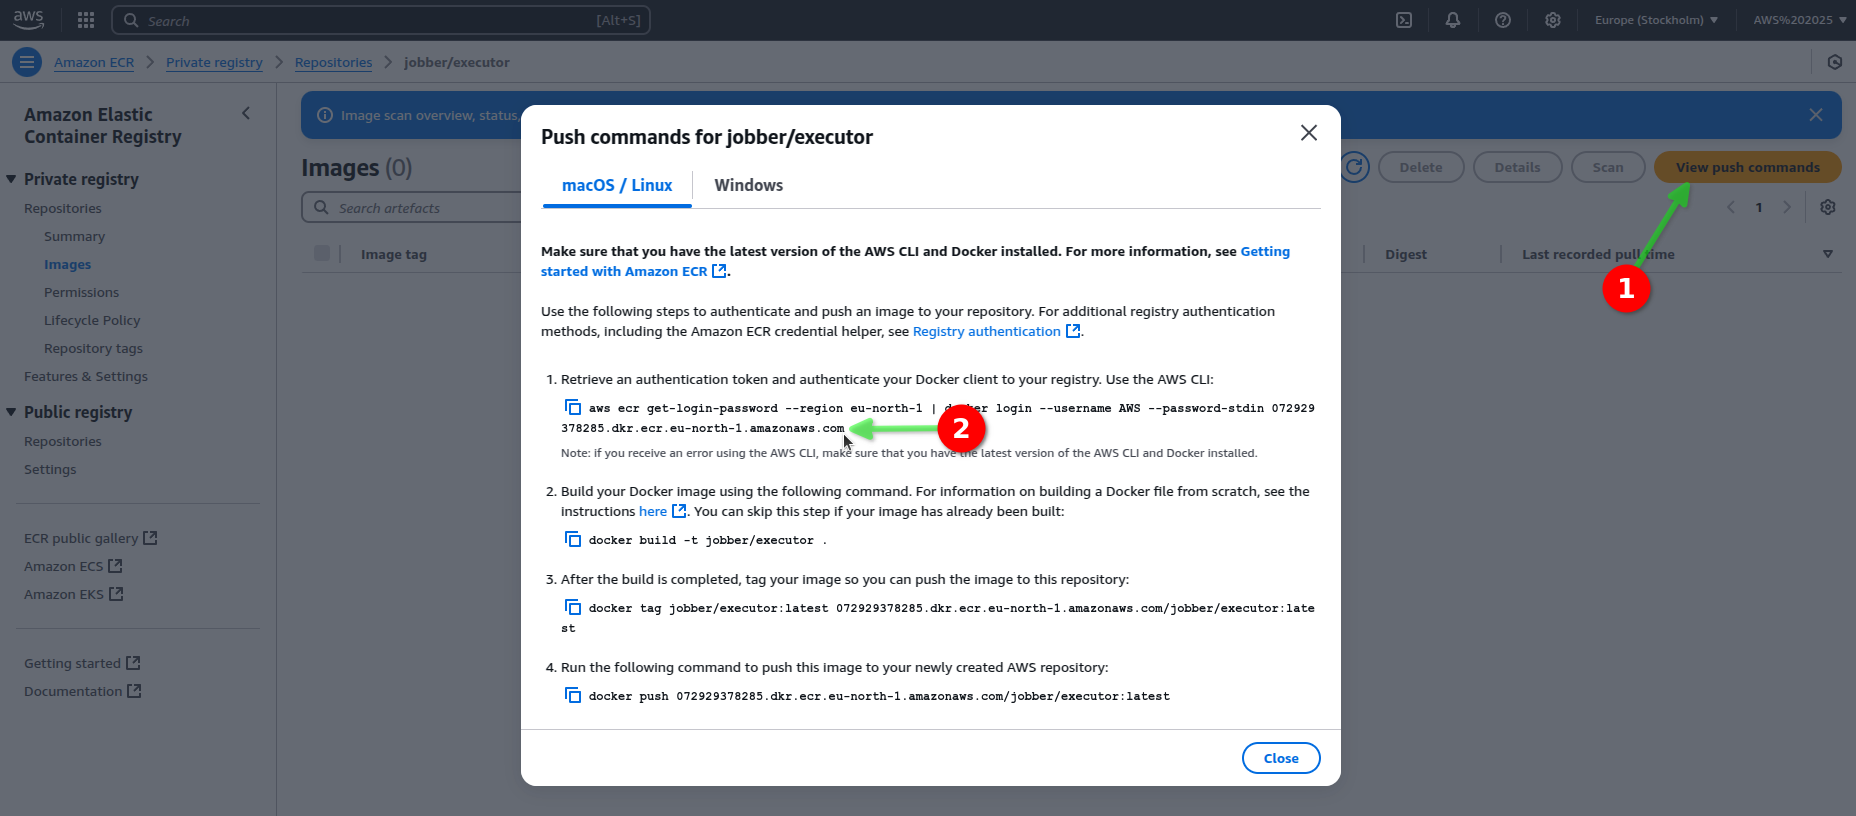 aws
Search
[Alt+S]
Europe (Stockholm)
AWS%202025
Amazon ECR
Private registry
Repositories
jobber/executor
Amazon Elastic
Container Registry
Private registry
Repositories
Summary
Images
Permissions
Lifecycle Policy
Repository tags
Features & Settings
Public registry
Repositories
Settings
ECR public gallery
Amazon ECS
Amazon EKS
Getting started
Documentation
Image scan overview, status,
Images (0)
Delete
Details
Scan
View push commands
Search artefacts
1
Image tag
Digest
Last recorded pull time
1
Push commands for jobber/executor
macOS / Linux
Windows
Make sure that you have the latest version of the AWS CLI and Docker installed. For more information, see Getting
started with Amazon ECR.
Use the following steps to authenticate and push an image to your repository. For additional registry authentication
methods, including the Amazon ECR credential helper, see Registry authentication.
1. Retrieve an authentication token and authenticate your Docker client to your registry. Use the AWS CLI:
aws ecr get-login-password --region eu-north-1 | docker login --username AWS --password-stdin 072929
378285.dkr.ecr.eu-north-1.amazonaws.com
2
Note: if you receive an error using the AWS CLI, make sure that you have the latest version of the AWS CLI and Docker installed.
2. Build your Docker image using the following command. For information on building a Docker file from scratch, see the
instructions here. You can skip this step if your image has already been built:
docker build -t jobber/executor .
3. After the build is completed, tag your image so you can push the image to this repository:
docker tag jobber/executor:latest 072929378285.dkr.ecr.eu-north-1.amazonaws.com/jobber/executor:late
st
4. Run the following command to push this image to your newly created AWS repository:
docker push 072929378285.dkr.ecr.eu-north-1.amazonaws.com/jobber/executor:latest
Close